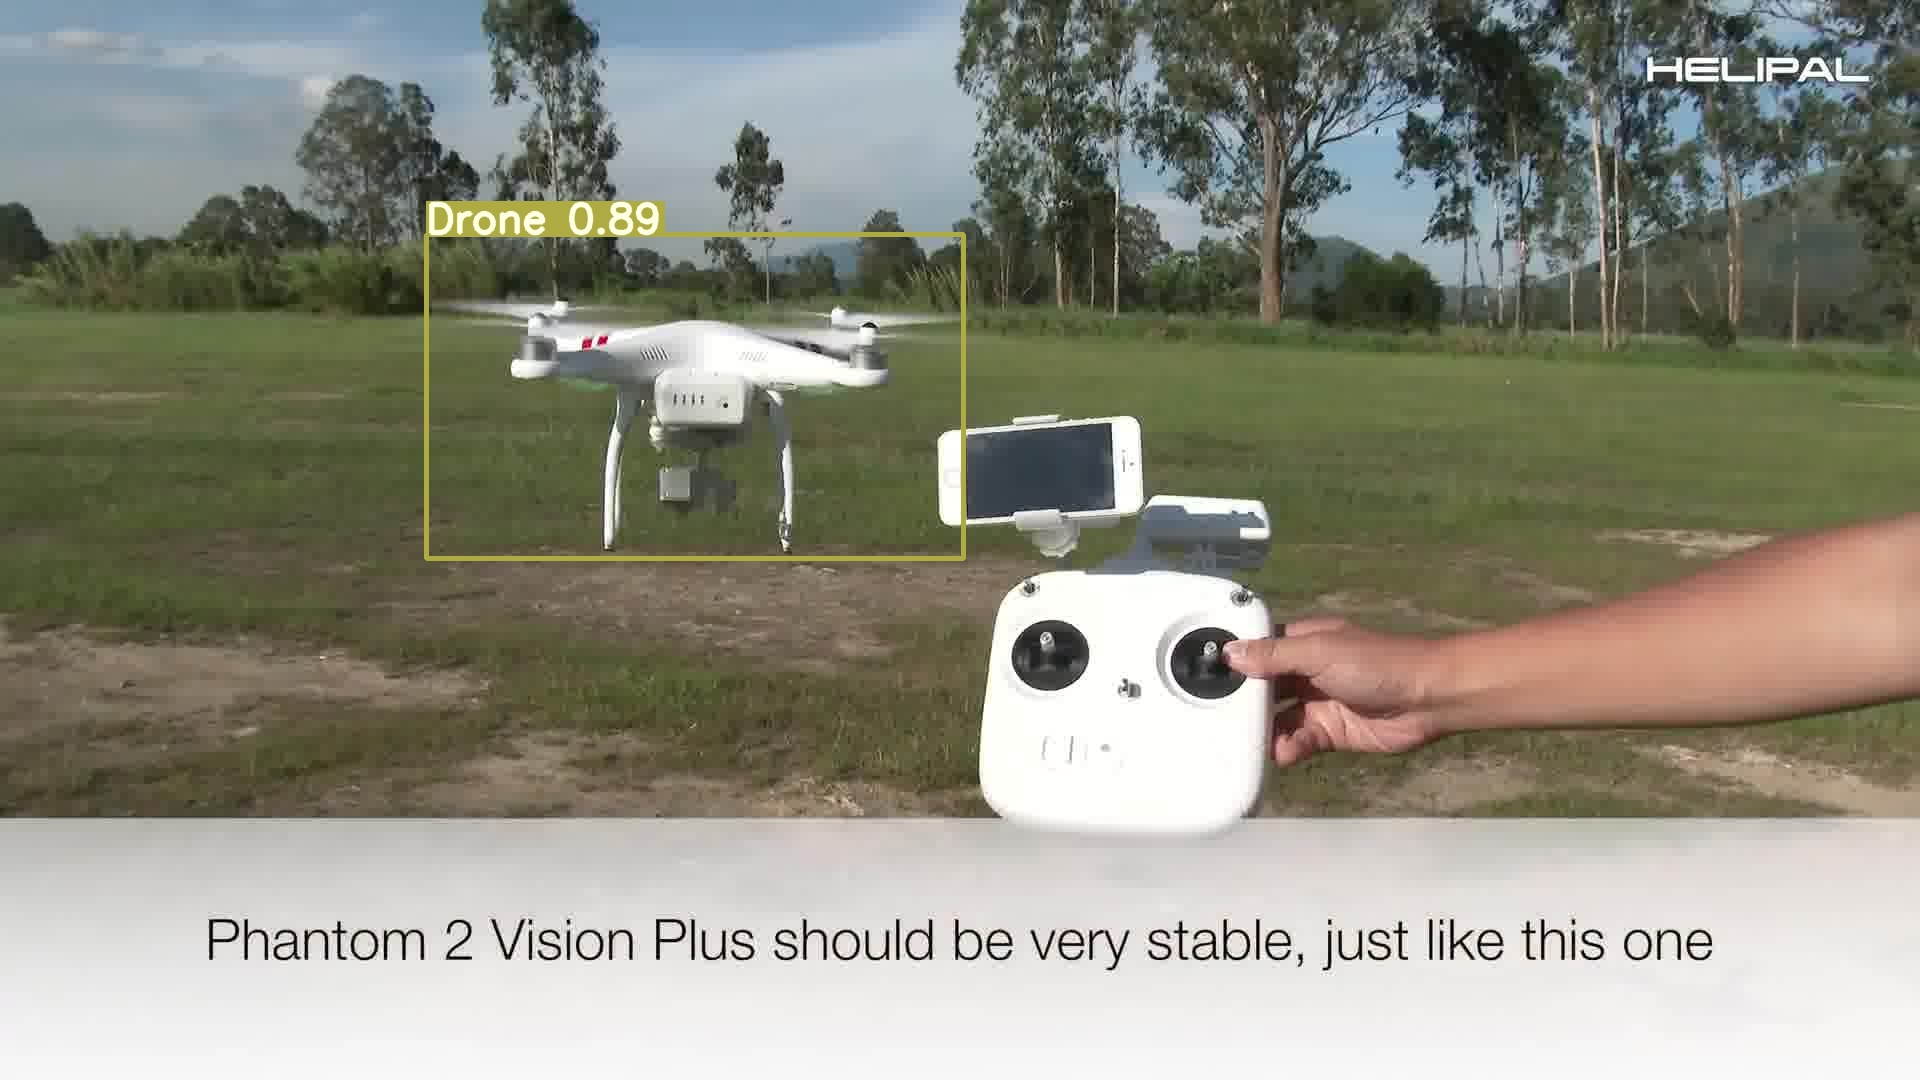 HELIPAL
Drone 0.89
Phantom 2 Vision Plus should be very stable, just like this one